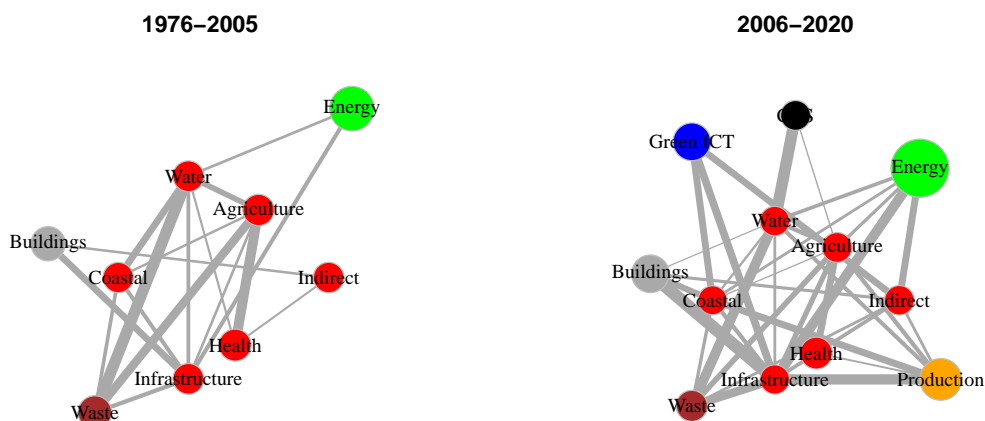 1976–2005
Energy
Water
Agriculture
Buildings
Coastal
Indirect
Health
Infrastructure
Waste
2006–2020
Green ICT
Energy
Water
Agriculture
Buildings
Coastal
Indirect
Health
Infrastructure
Production
Waste